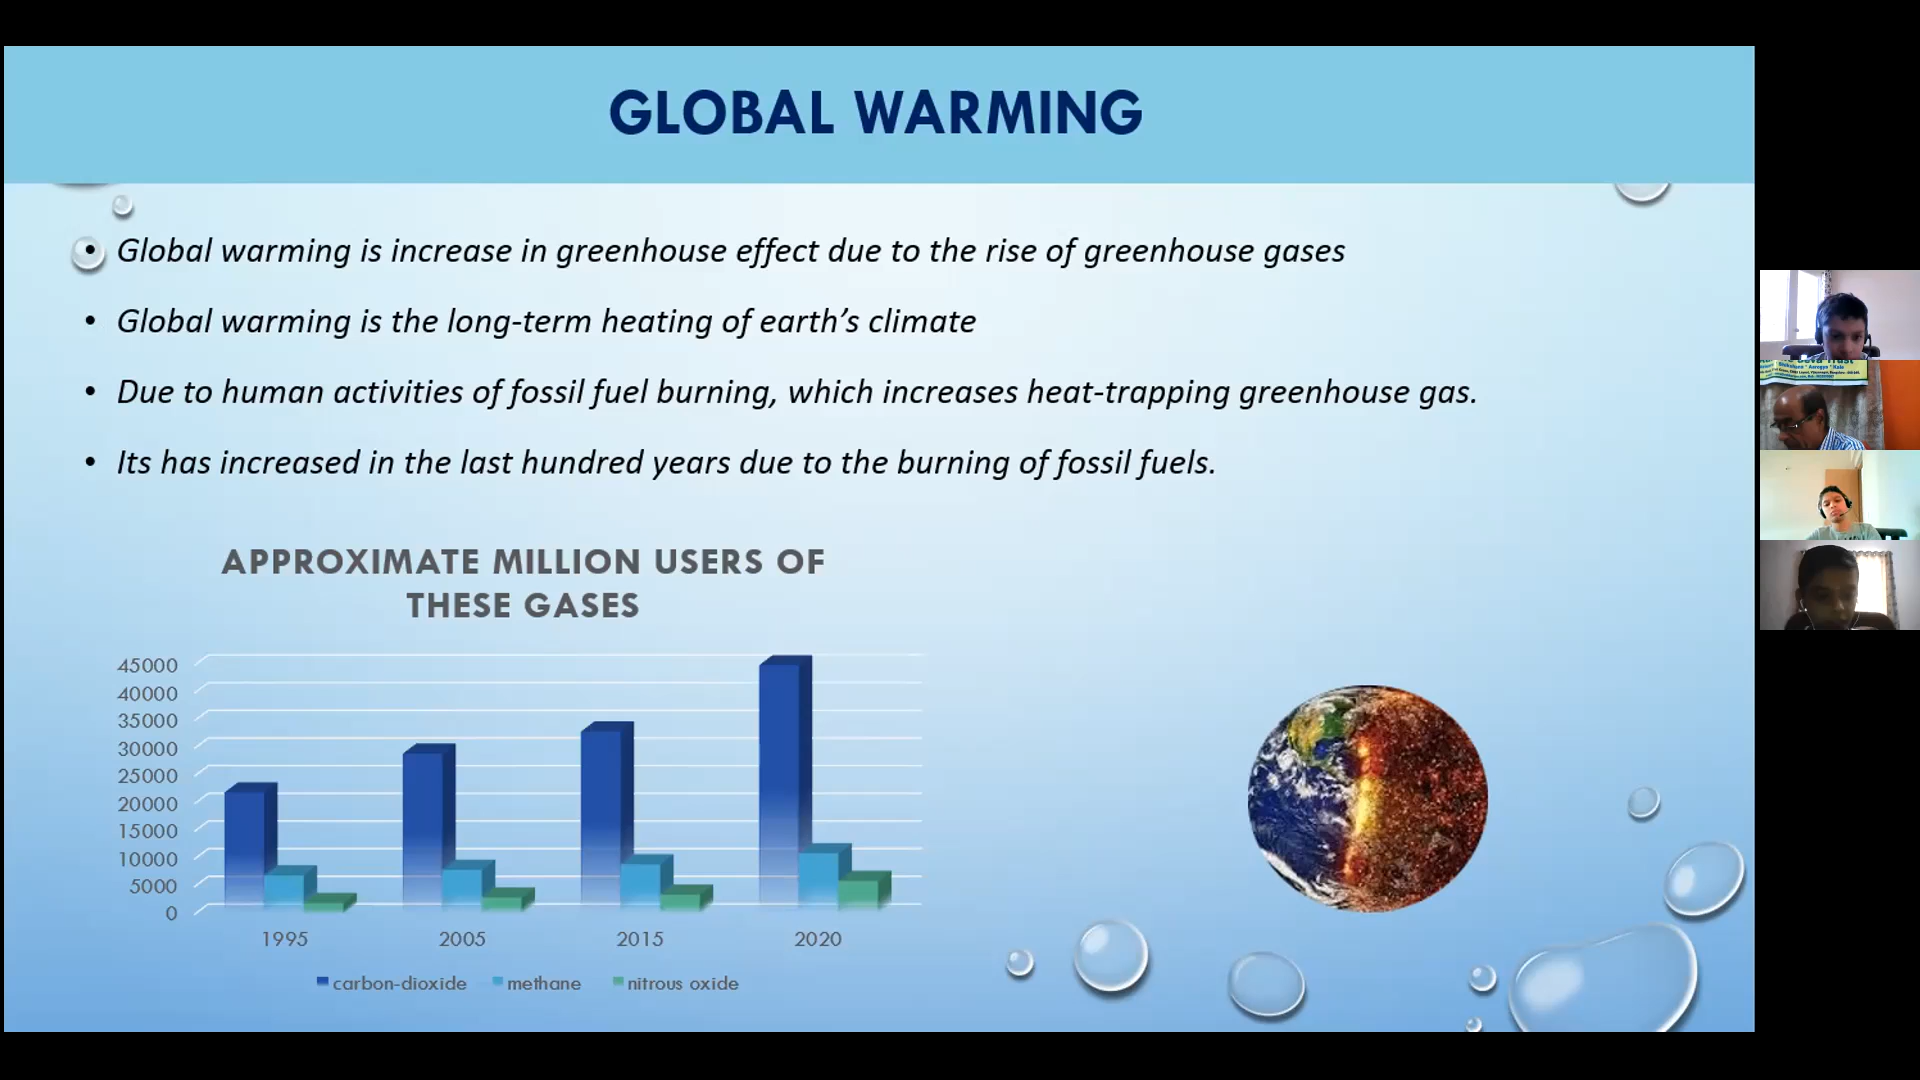 GLOBAL WARMING
• Global warming is increase in greenhouse effect due to the rise of greenhouse gases
• Global warming is the long-term heating of earth’s climate
• Due to human activities of fossil fuel burning, which increases heat-trapping greenhouse gas.
• Its has increased in the last hundred years due to the burning of fossil fuels.
APPROXIMATE MILLION USERS OF
THESE GASES
45000
40000
35000
30000
25000
20000
15000
10000
5000
0
1995 2005 2015 2020
carbon-dioxide methane nitrous oxide